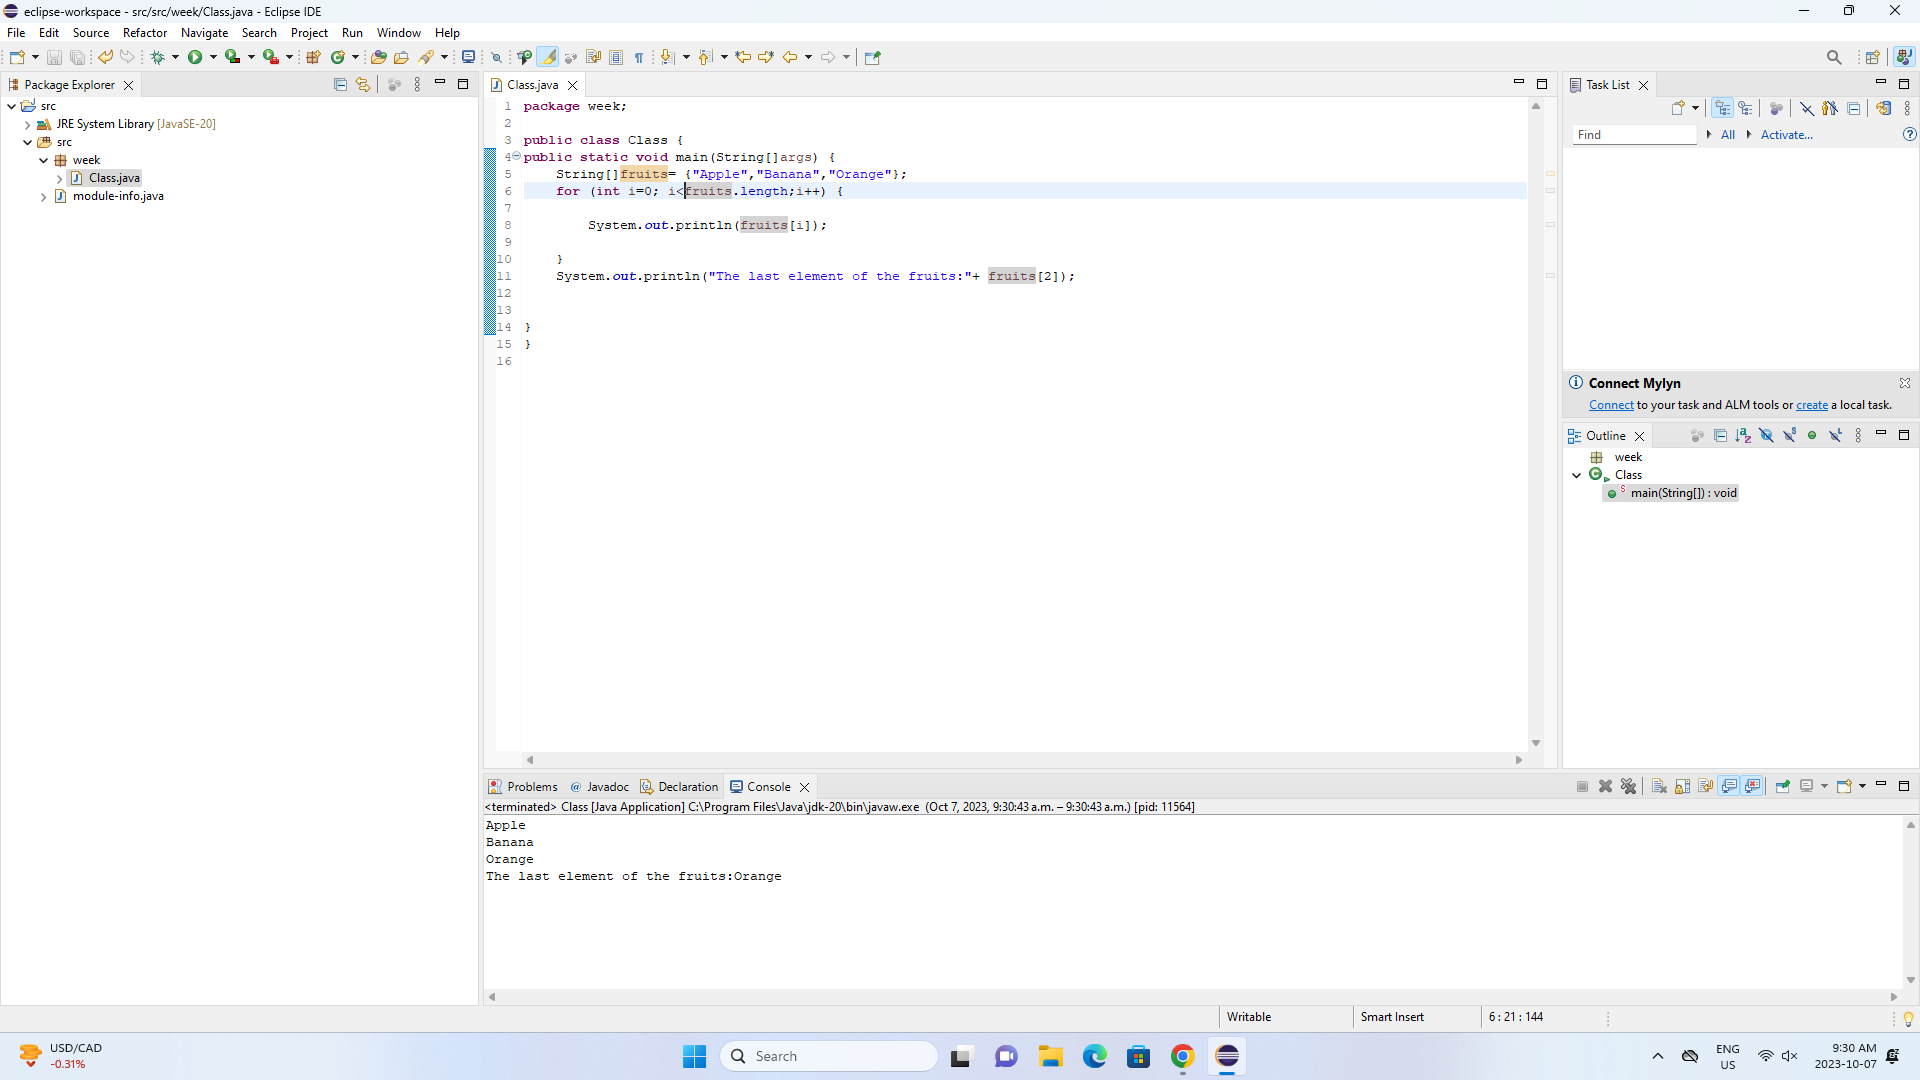 eclipse-workspace - src/src/week/Class.java - Eclipse IDE
File Edit Source Refactor Navigate Search Project Run Window Help
Package Explorer
src
JRE System Library [JavaSE-20]
src
week
Class.java
module-info.java
Class.java
1 package week;
2
3 public class Class {
4 public static void main(String[]args) {
5 String[]fruits= {"Apple","Banana","Orange"};
6 for (int i=0; i<fruits.length;i++) {
7
8 System.out.println(fruits[i]);
9
10 }
11 System.out.println("The last element of the fruits:"+ fruits[2]);
12
13
14 }
15 }
16
Task List
Find All Activate...
Connect Mylyn
Connect to your task and ALM tools or create a local task.
Outline
week
Class
main(String[]) : void
Problems Javadoc Declaration Console
<terminated> Class [Java Application] C:\Program Files\Java\jdk-20\bin\javaw.exe (Oct 7, 2023, 9:30:43 a.m. – 9:30:43 a.m.) [pid: 11564]
Apple
Banana
Orange
The last element of the fruits:Orange
Writable Smart Insert 6 : 21 : 144
USD/CAD
-0.31%
Search
ENG
US
9:30 AM
2023-10-07